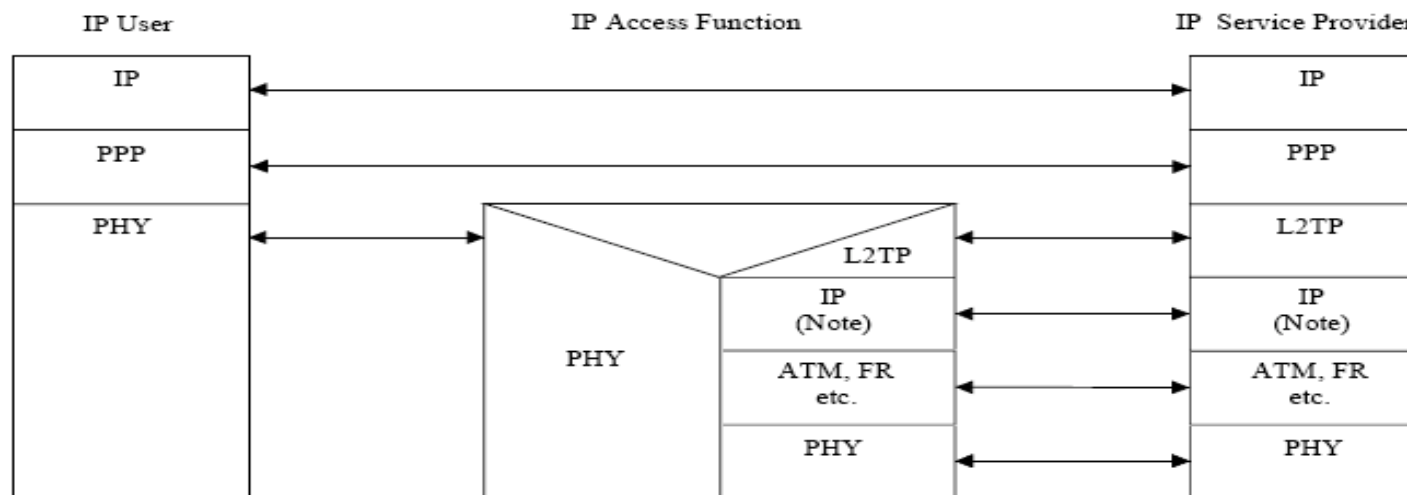 IP User
IP Access Function
IP Service Provider
IP
IP
PPP
PPP
PHY
L2TP
L2TP
IP
(Note)
IP
(Note)
PHY
ATM, FR
etc.
ATM, FR
etc.
PHY
PHY